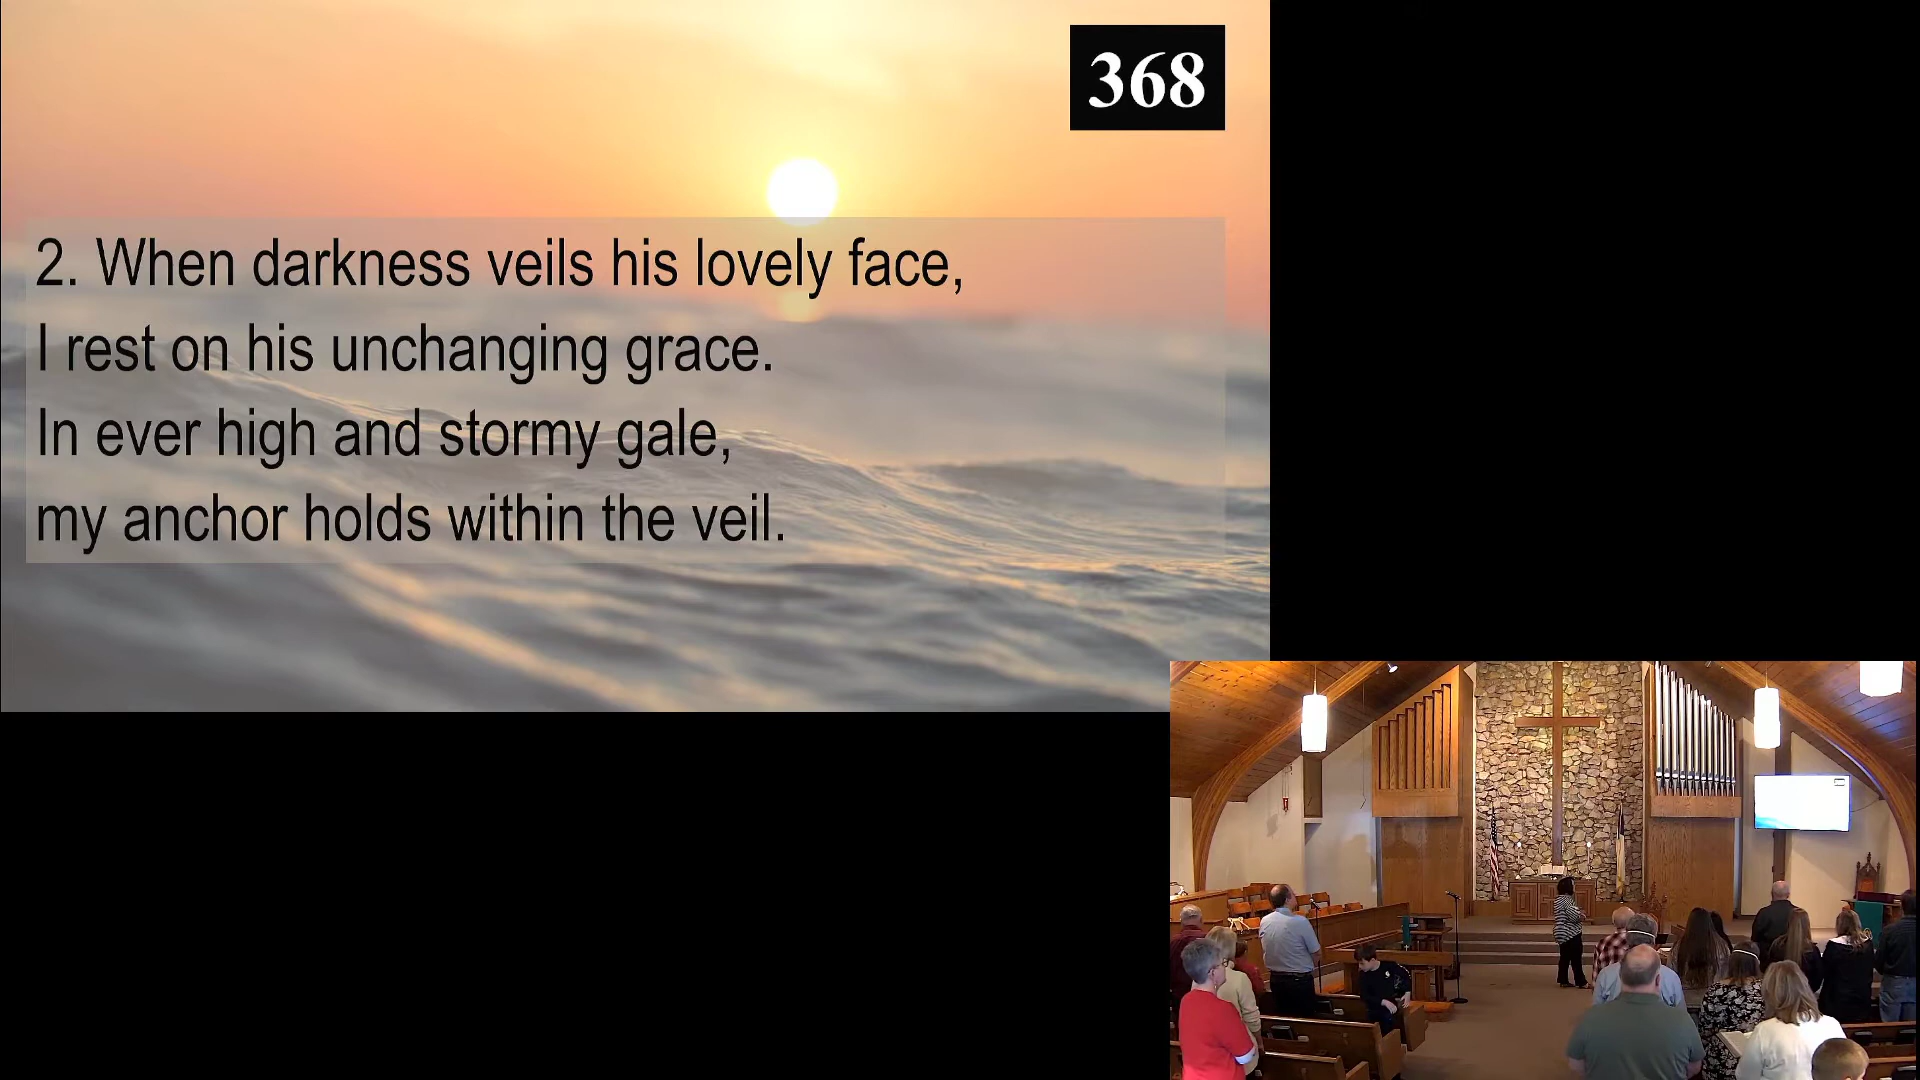 368
2. When darkness veils his lovely face,
I rest on his unchanging grace.
In ever high and stormy gale,
my anchor holds within the veil.